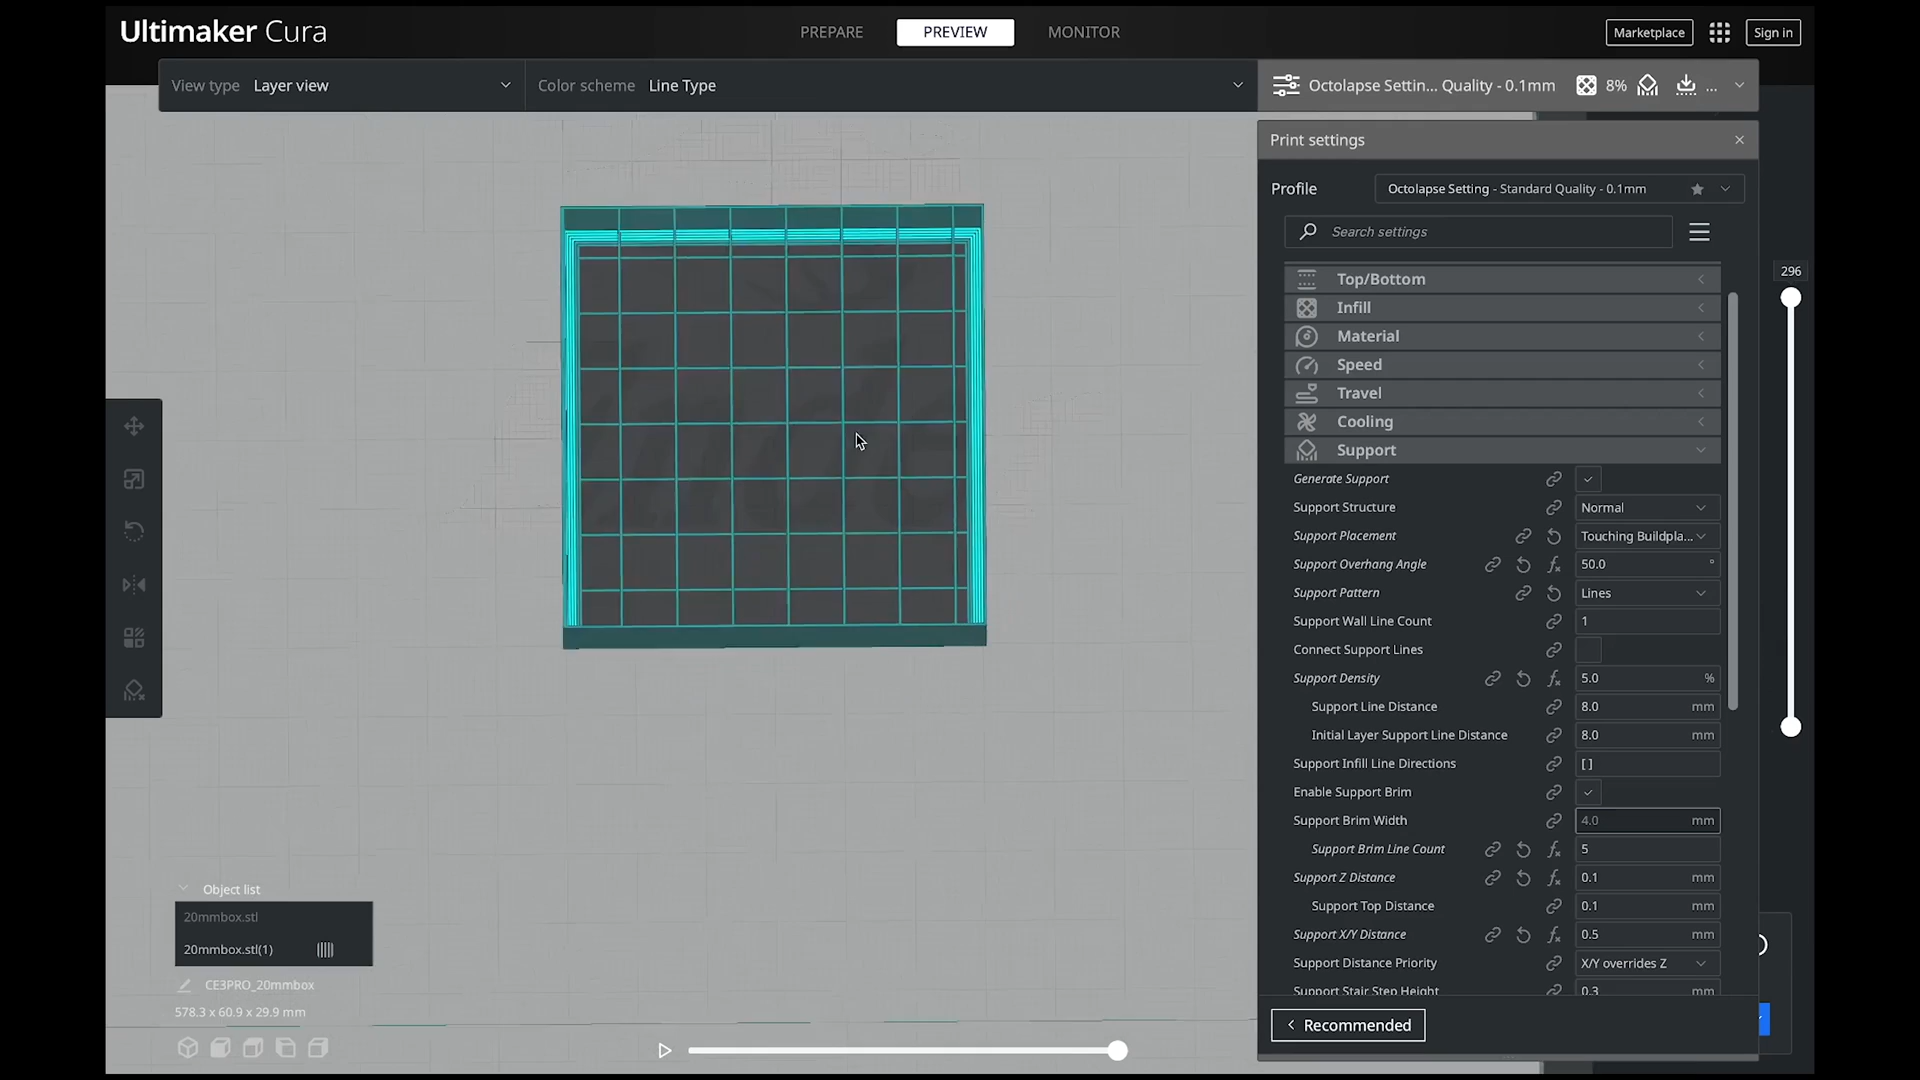 Ultimaker Cura
PREPARE
PREVIEW
MONITOR
Marketplace
Sign in
View type Layer view
Color scheme Line Type
Octolapse Settin... Quality - 0.1mm
8%
...
Print settings
Profile
Octolapse Setting - Standard Quality - 0.1mm
Search settings
Top/Bottom
Infill
Material
Speed
Travel
Cooling
Support
Generate Support
Support Structure Normal
Support Placement Touching Buildpla...
Support Overhang Angle 50.0 °
Support Pattern Lines
Support Wall Line Count 1
Connect Support Lines
Support Density 5.0 %
Support Line Distance 8.0 mm
Initial Layer Support Line Distance 8.0 mm
Support Infill Line Directions [ ]
Enable Support Brim
Support Brim Width 4.0 mm
Support Brim Line Count 5
Support Z Distance 0.1 mm
Support Top Distance 0.1 mm
Support X/Y Distance 0.5 mm
Support Distance Priority X/Y overrides Z
Support Stair Step Height 0.3 mm
Recommended
296
Object list
20mmbox.stl
20mmbox.stl(1)
CE3PRO_20mmbox
578.3 x 60.9 x 29.9 mm